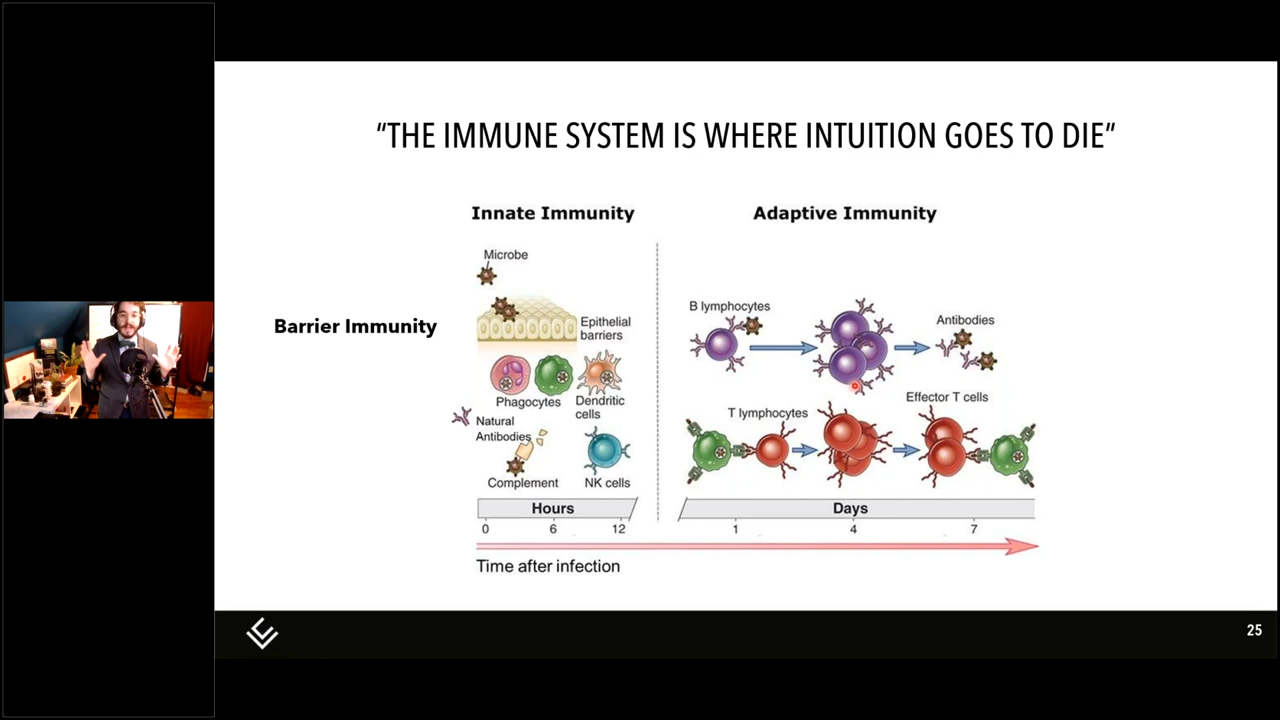 “THE IMMUNE SYSTEM IS WHERE INTUITION GOES TO DIE”
Innate Immunity
Adaptive Immunity
Microbe
Barrier Immunity
Epithelial
barriers
Phagocytes
Dendritic
cells
Natural
Antibodies
Complement
NK cells
B lymphocytes
Antibodies
T lymphocytes
Effector T cells
Hours
Days
0 6 12
1 4 7
Time after infection
25